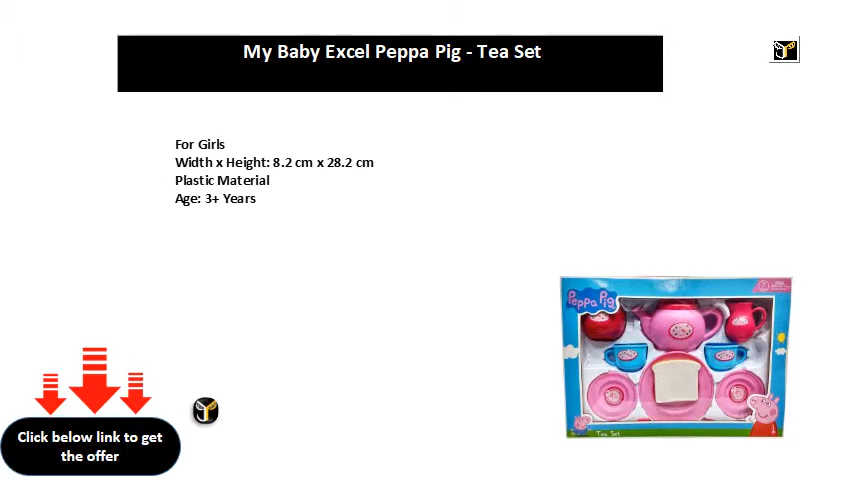 My Baby Excel Peppa Pig - Tea Set
For Girls
Width x Height: 8.2 cm x 28.2 cm
Plastic Material
Age: 3+ Years
Peppa Pig
Tea Set
Click below link to get
the offer